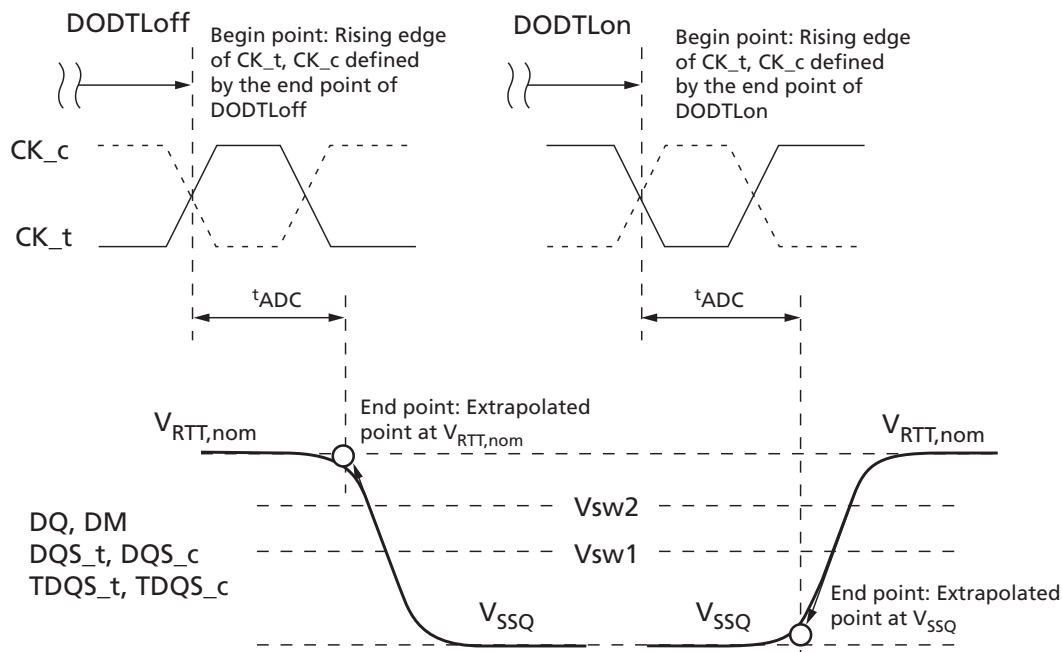 DODTLoff
Begin point: Rising edge
of CK_t, CK_c defined
by the end point of
DODTLoff
DODTLon
Begin point: Rising edge
of CK_t, CK_c defined
by the end point of
DODTLon
CK_c
CK_t
tADC
tADC
VRTT,nom
End point: Extrapolated
point at VRTT,nom
VRTT,nom
Vsw2
Vsw1
DQ, DM
DQS_t, DQS_c
TDQS_t, TDQS_c
VSSQ
VSSQ
End point: Extrapolated
point at VSSQ